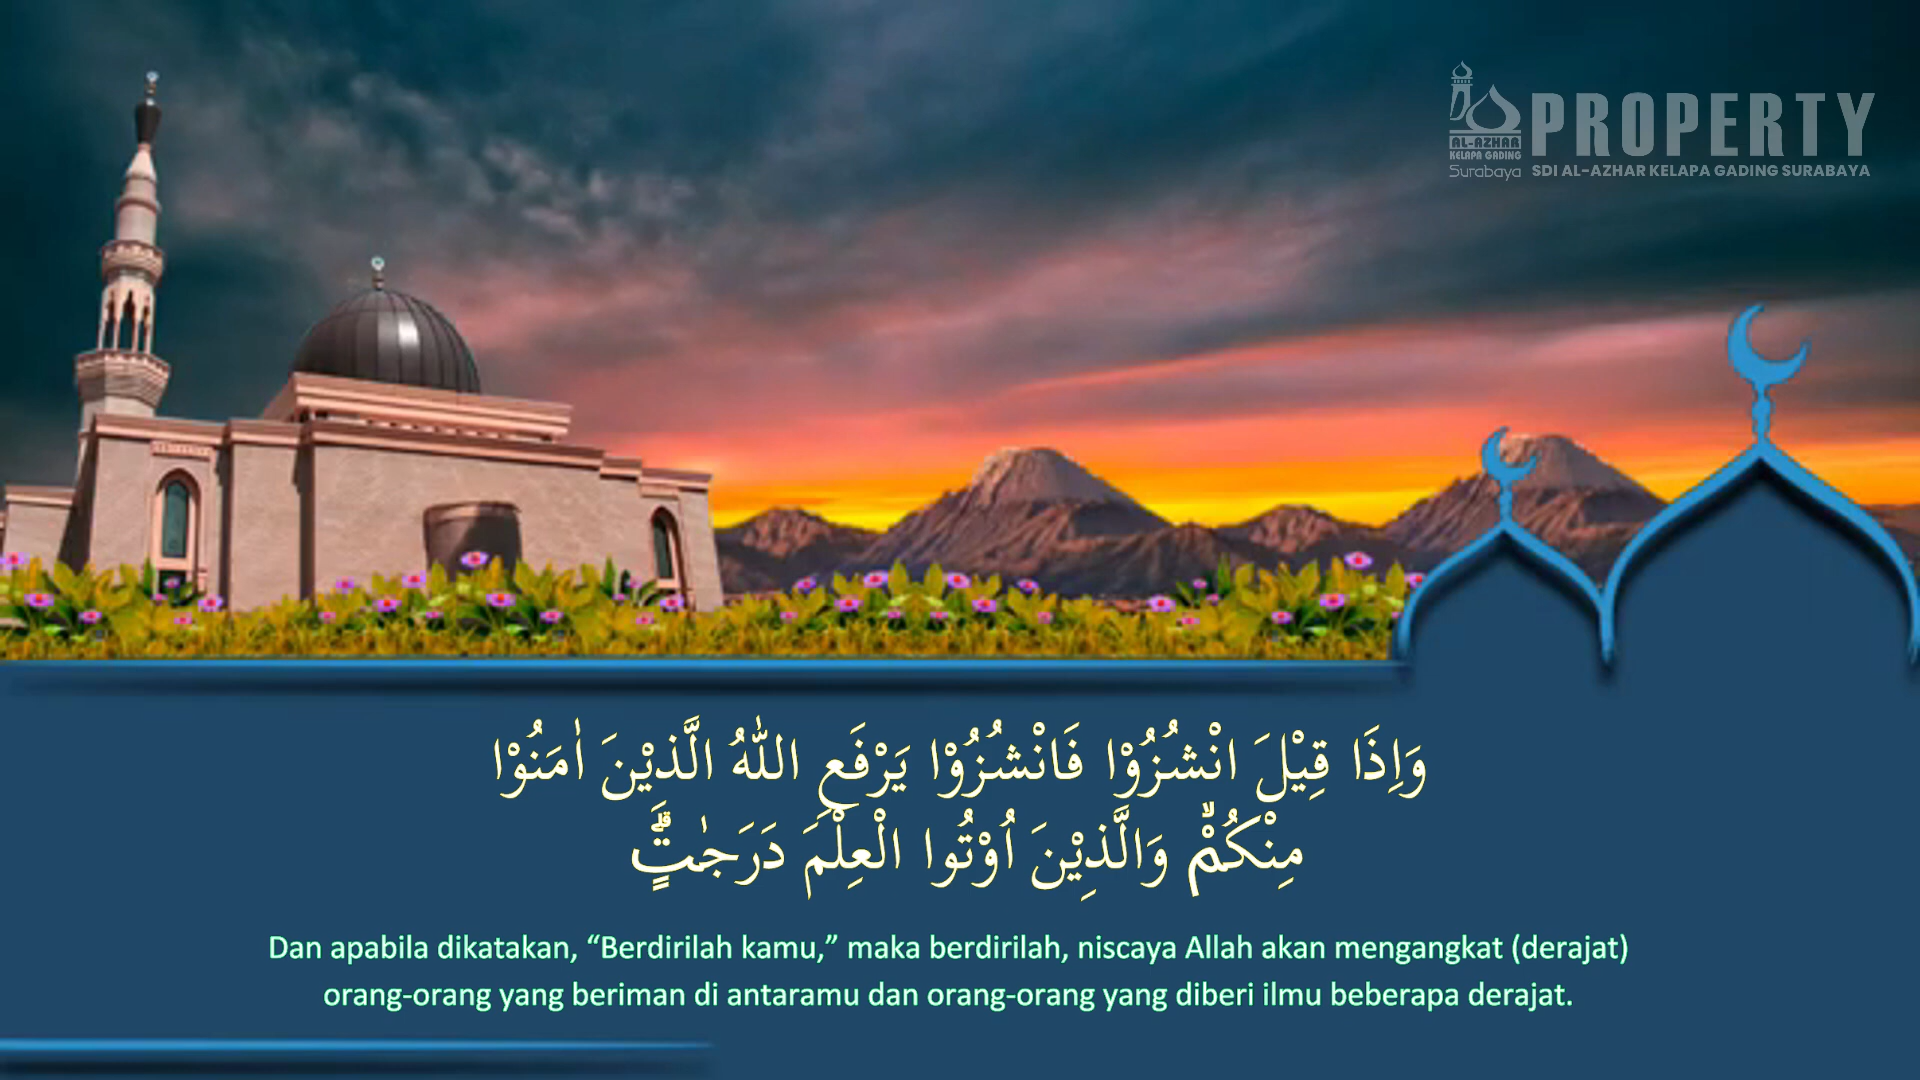 PROPERTY
AL-AZHAR
KELAPA GADING
Surabaya
SDI AL-AZHAR KELAPA GADING SURABAYA
وَاِذَا قِيْلَ انْشُزُوْا فَانْشُزُوْا يَرْفَعِ اللّٰهُ الَّذِيْنَ اٰمَنُوْا
مِنْكُمْۙ وَالَّذِيْنَ اُوْتُوا الْعِلْمَ دَرَجٰتٍۗ
Dan apabila dikatakan, “Berdirilah kamu,” maka berdirilah, niscaya Allah akan mengangkat (derajat)
orang-orang yang beriman di antaramu dan orang-orang yang diberi ilmu beberapa derajat.